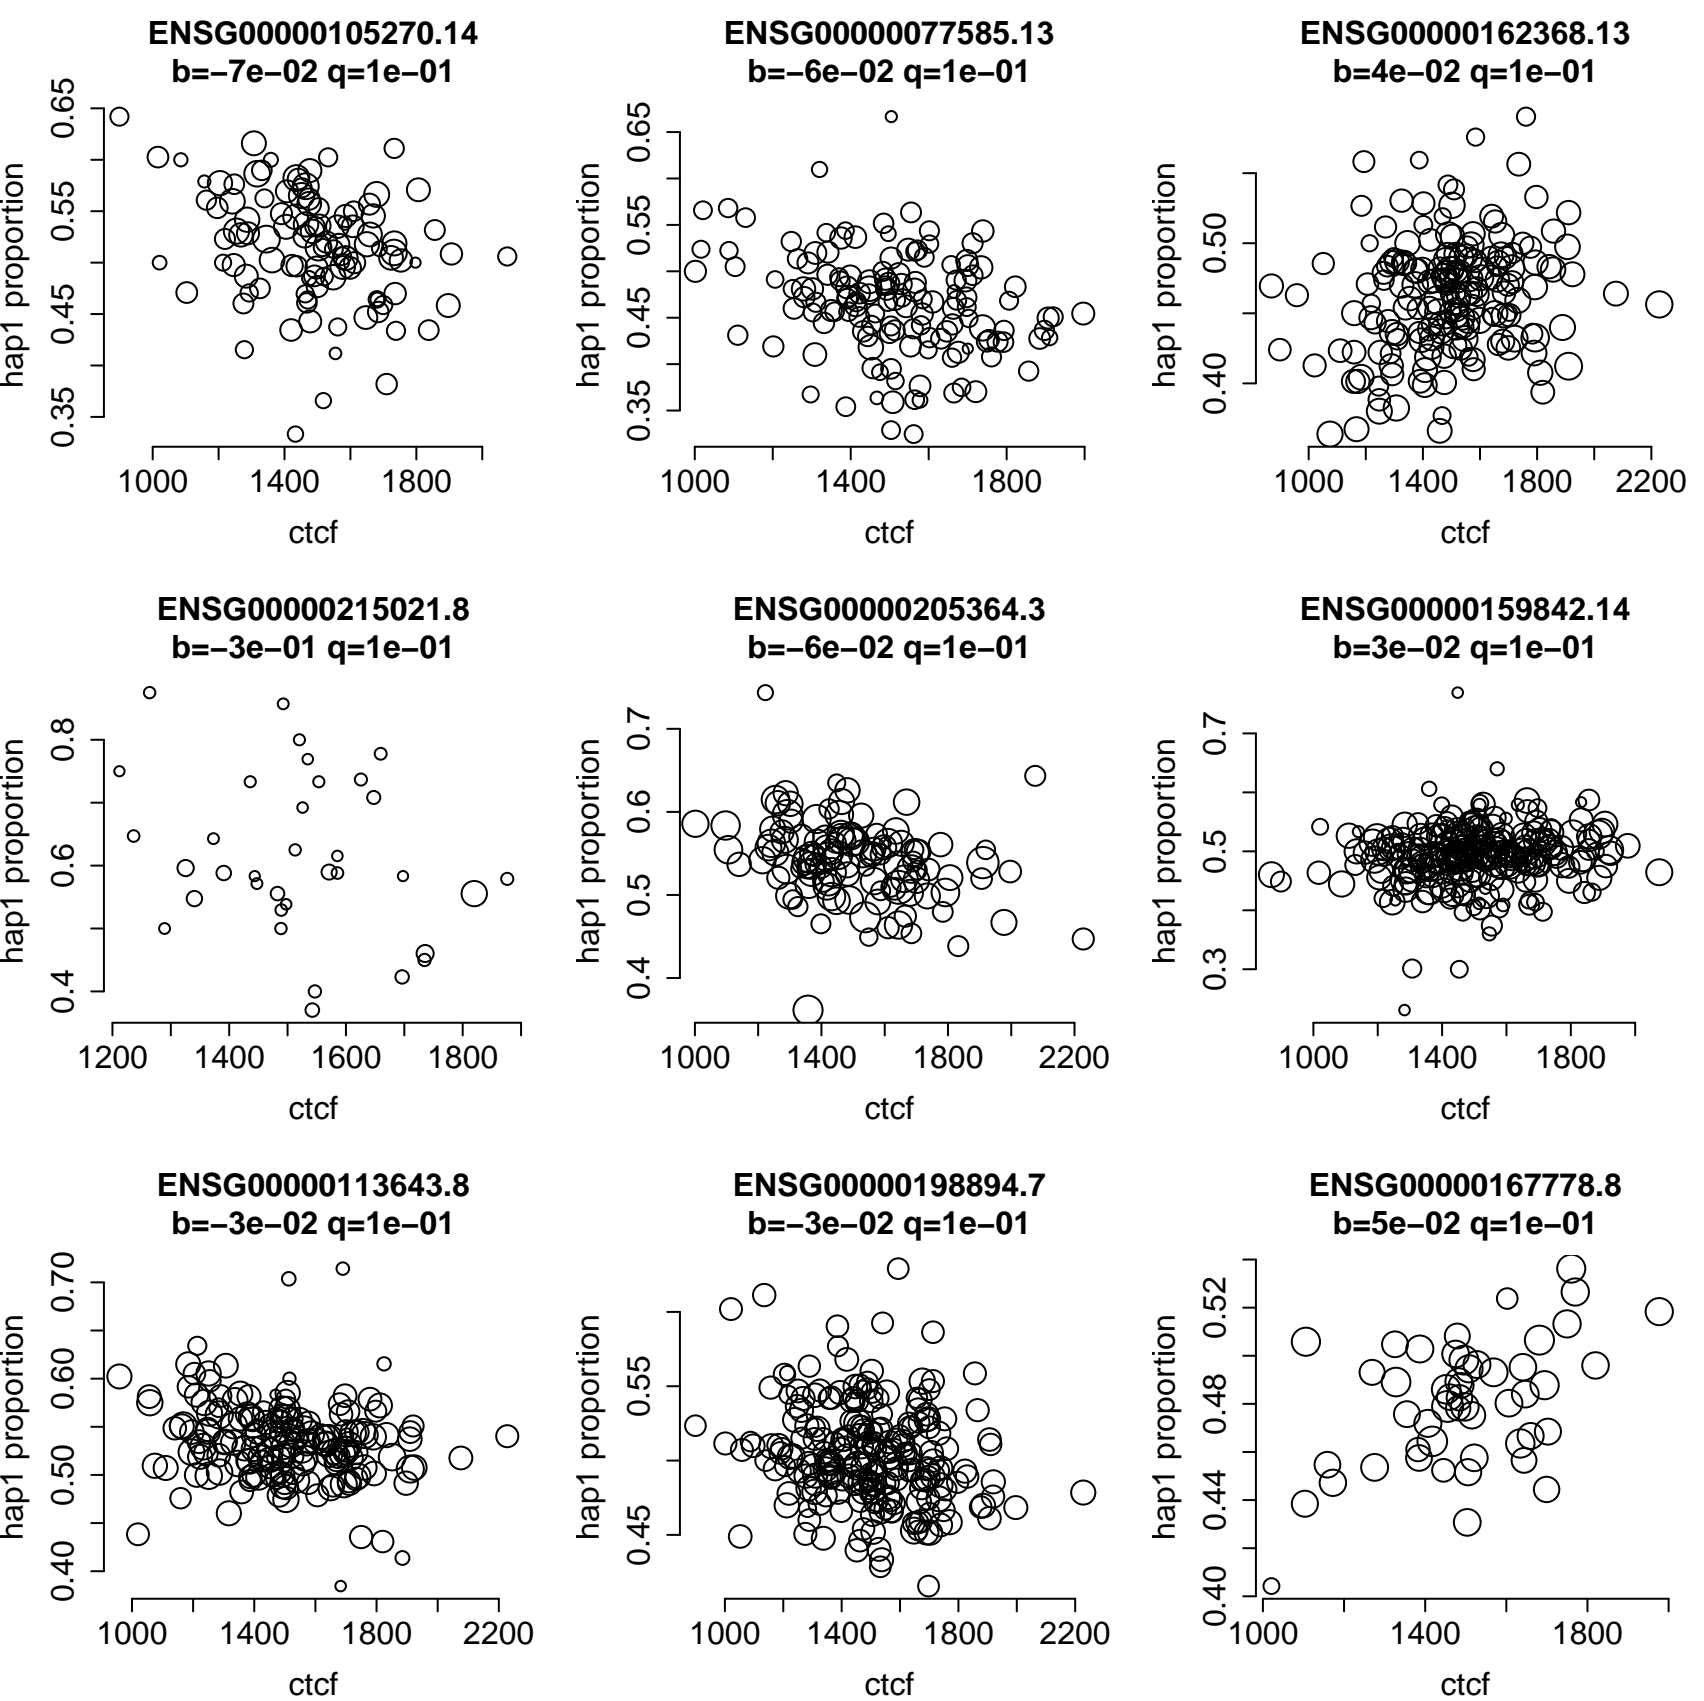 ENSG00000105270.14
b=−7e−02 q=1e−01
hap1 proportion
0.35 0.45 0.55 0.65
1000 1400 1800
ctcf
ENSG00000077585.13
b=−6e−02 q=1e−01
hap1 proportion
0.35 0.45 0.55 0.65
1000 1400 1800
ctcf
ENSG00000162368.13
b=4e−02 q=1e−01
hap1 proportion
0.40 0.50
1000 1400 1800 2200
ctcf
ENSG00000215021.8
b=−3e−01 q=1e−01
hap1 proportion
0.4 0.6 0.8
1200 1400 1600 1800
ctcf
ENSG00000205364.3
b=−6e−02 q=1e−01
hap1 proportion
0.4 0.5 0.6 0.7
1000 1400 1800 2200
ctcf
ENSG00000159842.14
b=3e−02 q=1e−01
hap1 proportion
0.3 0.5 0.7
1000 1400 1800
ctcf
ENSG00000113643.8
b=−3e−02 q=1e−01
hap1 proportion
0.40 0.50 0.60 0.70
1000 1400 1800 2200
ctcf
ENSG00000198894.7
b=−3e−02 q=1e−01
hap1 proportion
0.45 0.55
1000 1400 1800 2200
ctcf
ENSG00000167778.8
b=5e−02 q=1e−01
hap1 proportion
0.40 0.44 0.48 0.52
1000 1400 1800
ctcf